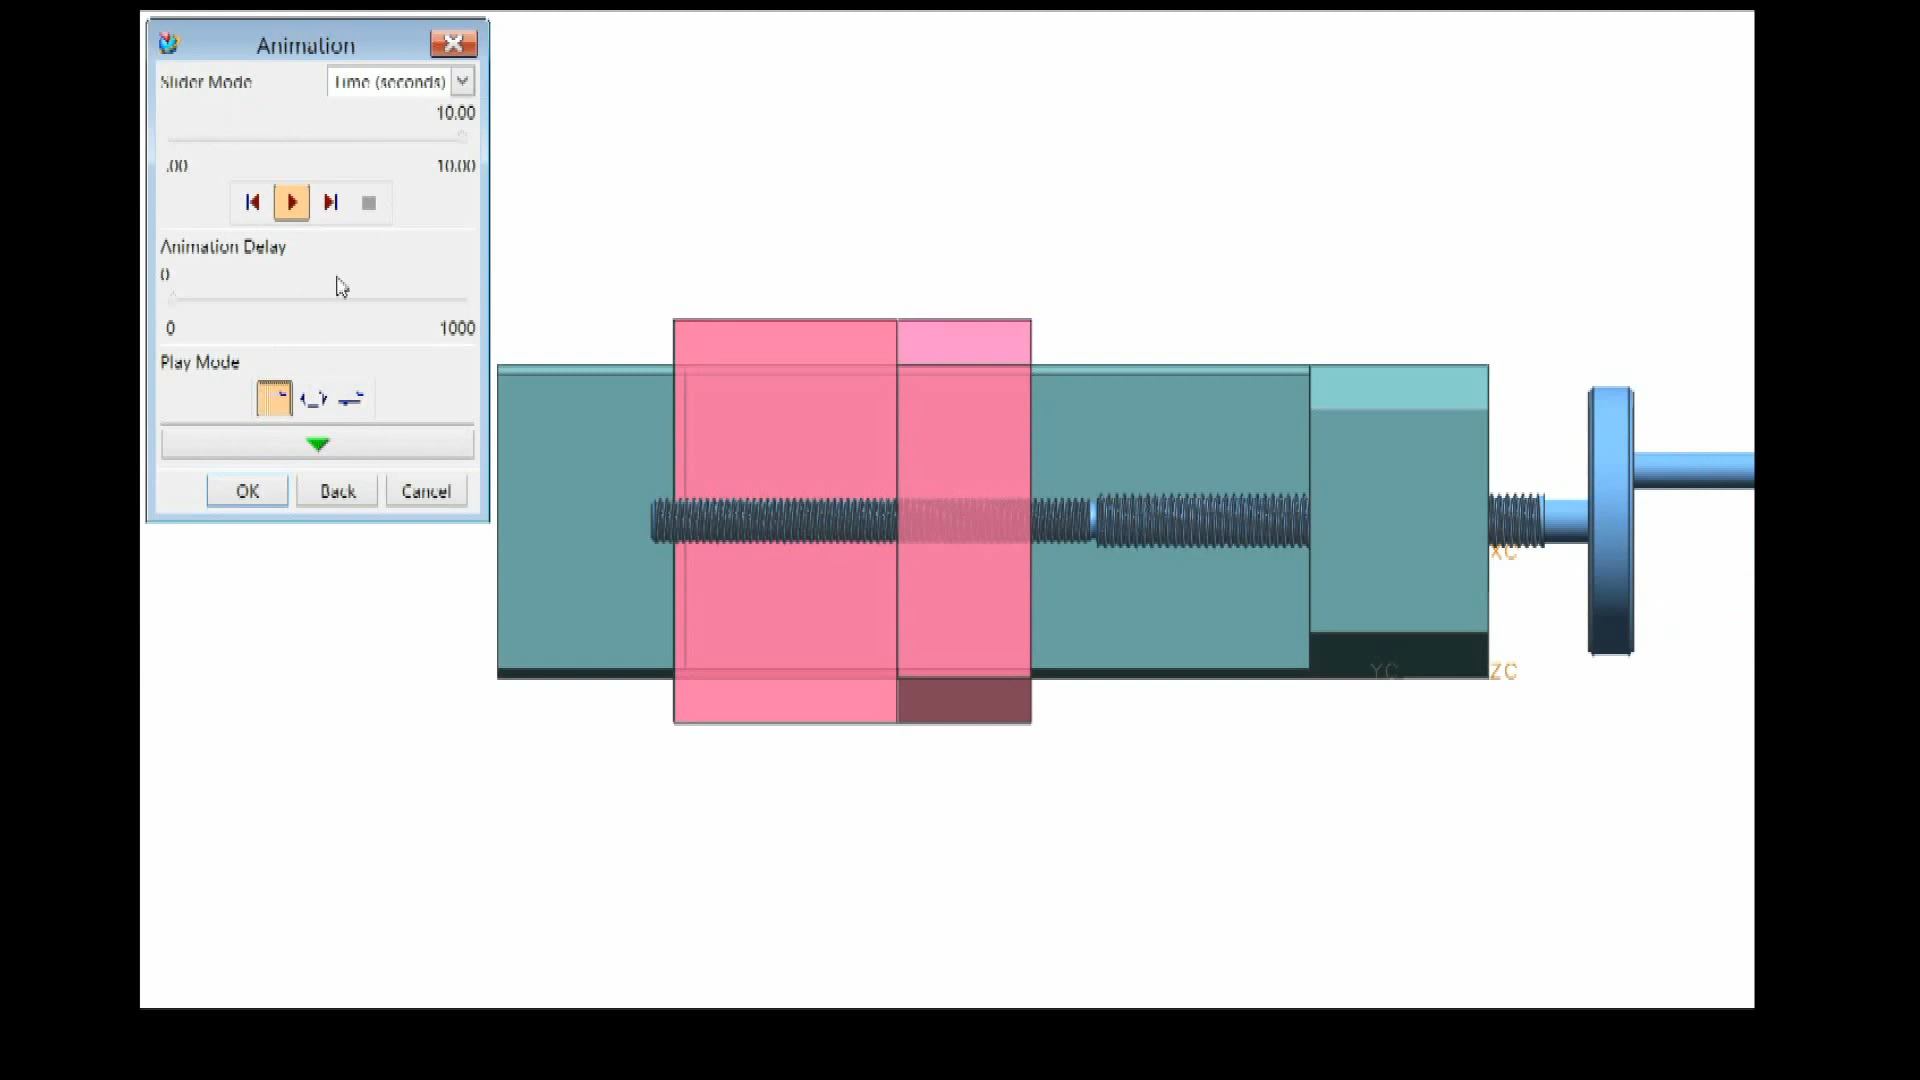 Animation
Slider Mode
Time (seconds)
10.00
.00
10.00
Animation Delay
0
0
1000
Play Mode
OK
Back
Cancel
XC
YC
ZC